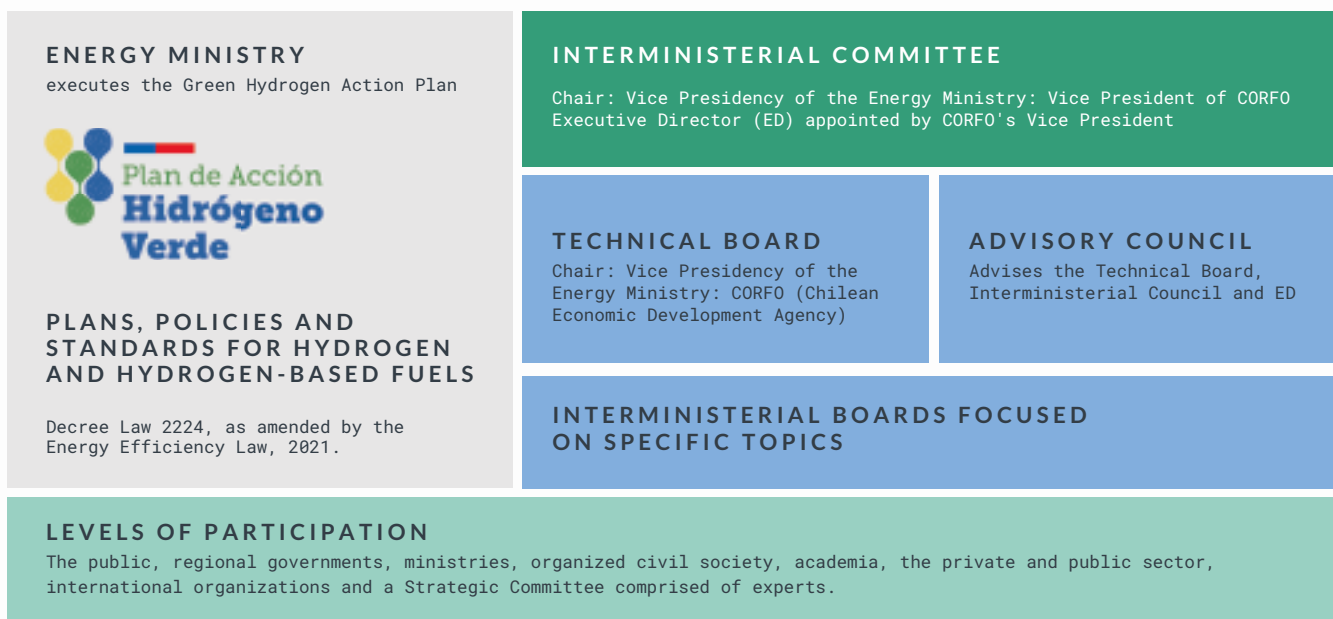 ENERGY MINISTRY
executes the Green Hydrogen Action Plan
Plan de Acción
Hidrógeno
Verde
PLANS, POLICIES AND
STANDARDS FOR HYDROGEN
AND HYDROGEN-BASED FUELS
Decree Law 2224, as amended by the
Energy Efficiency Law, 2021.
INTERMINISTERIAL COMMITTEE
Chair: Vice Presidency of the Energy Ministry: Vice President of CORFO
Executive Director (ED) appointed by CORFO's Vice President
TECHNICAL BOARD
Chair: Vice Presidency of the
Energy Ministry: CORFO (Chilean
Economic Development Agency)
ADVISORY COUNCIL
Advises the Technical Board,
Interministerial Council and ED
INTERMINISTERIAL BOARDS FOCUSED
ON SPECIFIC TOPICS
LEVELS OF PARTICIPATION
The public, regional governments, ministries, organized civil society, academia, the private and public sector,
international organizations and a Strategic Committee comprised of experts.